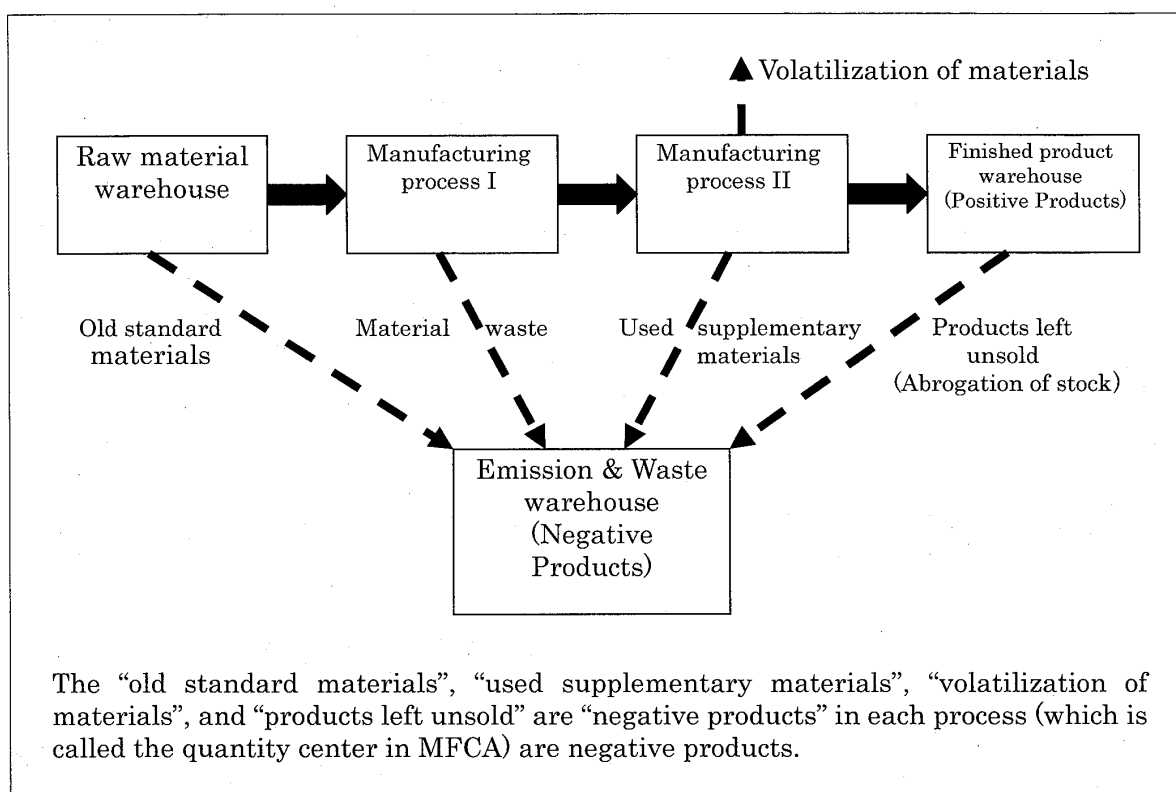 Volatilization of materials
Raw material
warehouse
Manufacturing
process I
Manufacturing
process II
Finished product
warehouse
(Positive Products)
Old standard
materials
Material waste
Used supplementary
materials
Products left
unsold
(Abrogation of stock)
Emission & Waste
warehouse
(Negative
Products)
The “old standard materials”, “used supplementary materials”, “volatilization of
materials”, and “products left unsold” are “negative products” in each process (which is
called the quantity center in MFCA) are negative products.